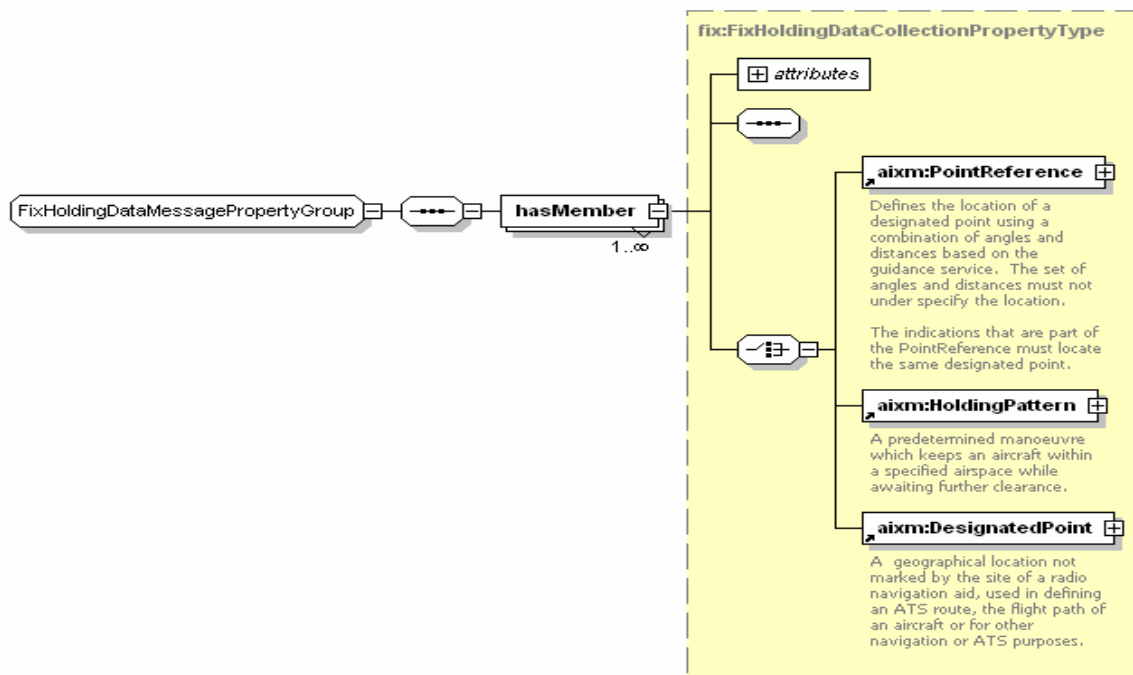 fix:FixHoldingDataCollectionPropertyType
attributes
FixHoldingDataMessagePropertyGroup
hasMember
1..∞
aixm:PointReference
Defines the location of a
designated point using a
combination of angles and
distances based on the
guidance service. The set of
angles and distances must not
under specify the location.
The indications that are part of
the PointReference must locate
the same designated point.
aixm:HoldingPattern
A predetermined manoeuvre
which keeps an aircraft within
a specified airspace while
awaiting further clearance.
aixm:DesignatedPoint
A geographical location not
marked by the site of a radio
navigation aid, used in defining
an ATS route, the flight path of
an aircraft or for other
navigation or ATS purposes.